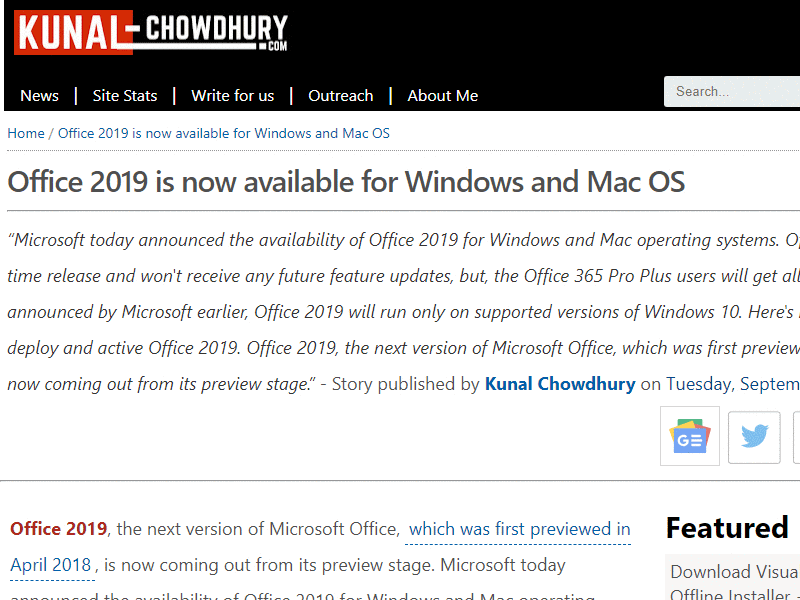 KUNAL-CHOWDHURY
.COM
News | Site Stats | Write for us | Outreach | About Me
Search...
Home / Office 2019 is now available for Windows and Mac OS
Office 2019 is now available for Windows and Mac OS
“Microsoft today announced the availability of Office 2019 for Windows and Mac operating systems.
time release and won't receive any future feature updates, but, the Office 365 Pro Plus users will get all
announced by Microsoft earlier, Office 2019 will run only on supported versions of Windows 10. Here's
deploy and active Office 2019. Office 2019, the next version of Microsoft Office, which was first preview
now coming out from its preview stage.” - Story published by Kunal Chowdhury on Tuesday, Septem
GE
Office 2019, the next version of Microsoft Office, which was first previewed in
April 2018 , is now coming out from its preview stage. Microsoft today
announced the availability of Office 2019 for Windows and Mac operating
Featured
Download Visua
Offline Installer -